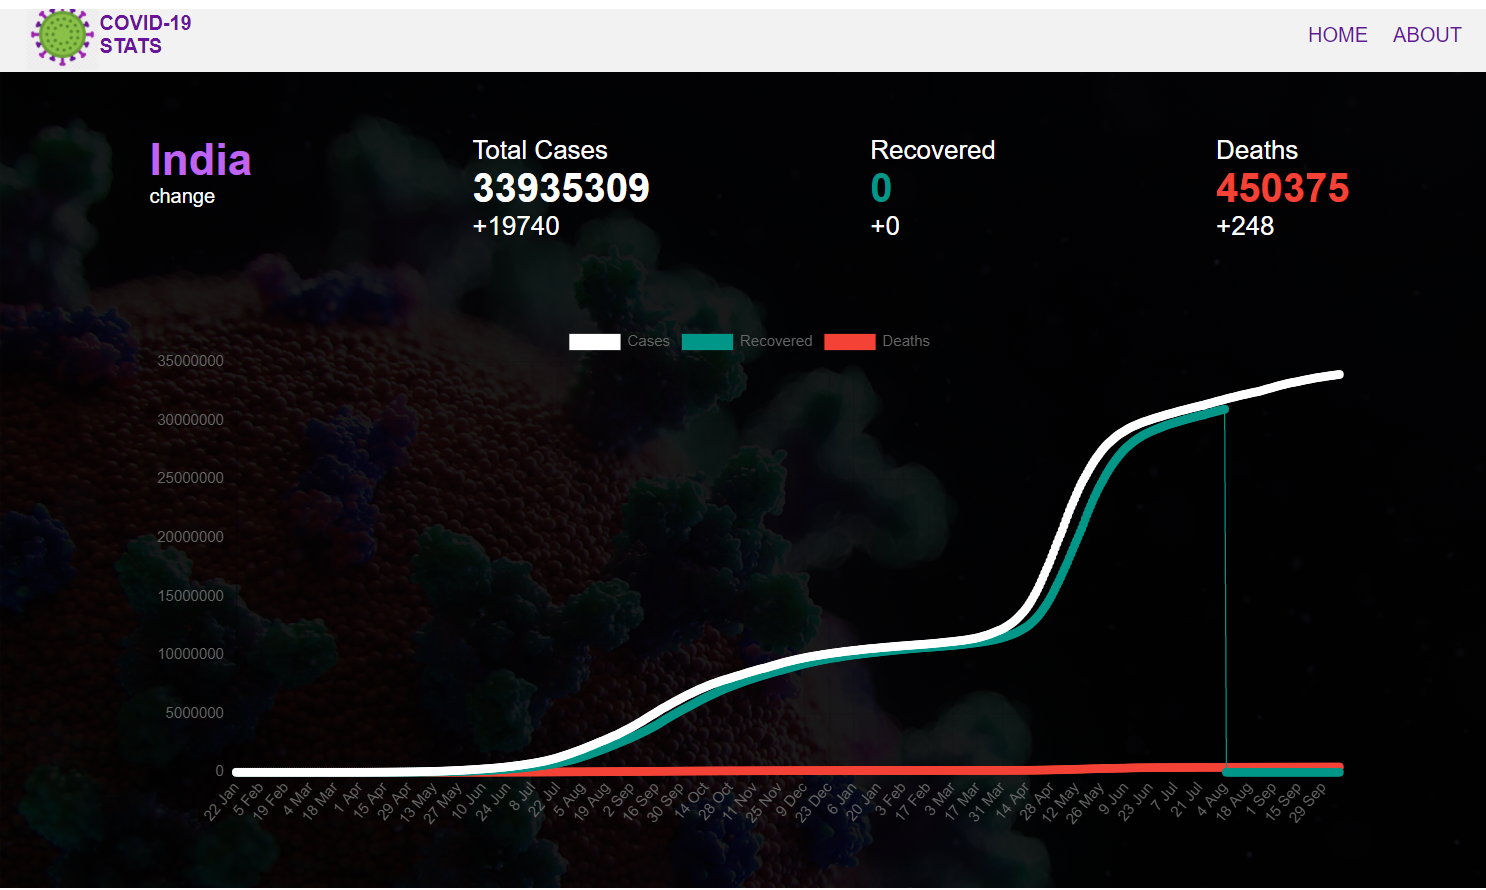 COVID-19
STATS
HOME ABOUT
India
change
Total Cases
33935309
+19740
Recovered
0
+0
Deaths
450375
+248
Cases Recovered Deaths
35000000
30000000
25000000
20000000
15000000
10000000
5000000
0
22 Jan
5 Feb
19 Feb
4 Mar
18 Mar
1 Apr
15 Apr
29 Apr
13 May
27 May
10 Jun
24 Jun
8 Jul
22 Jul
5 Aug
19 Aug
2 Sep
16 Sep
30 Sep
14 Oct
28 Oct
11 Nov
25 Nov
9 Dec
23 Dec
6 Jan
20 Jan
3 Feb
17 Feb
3 Mar
17 Mar
31 Mar
14 Apr
28 Apr
12 May
26 May
9 Jun
23 Jun
7 Jul
21 Jul
4 Aug
18 Aug
1 Sep
15 Sep
29 Sep